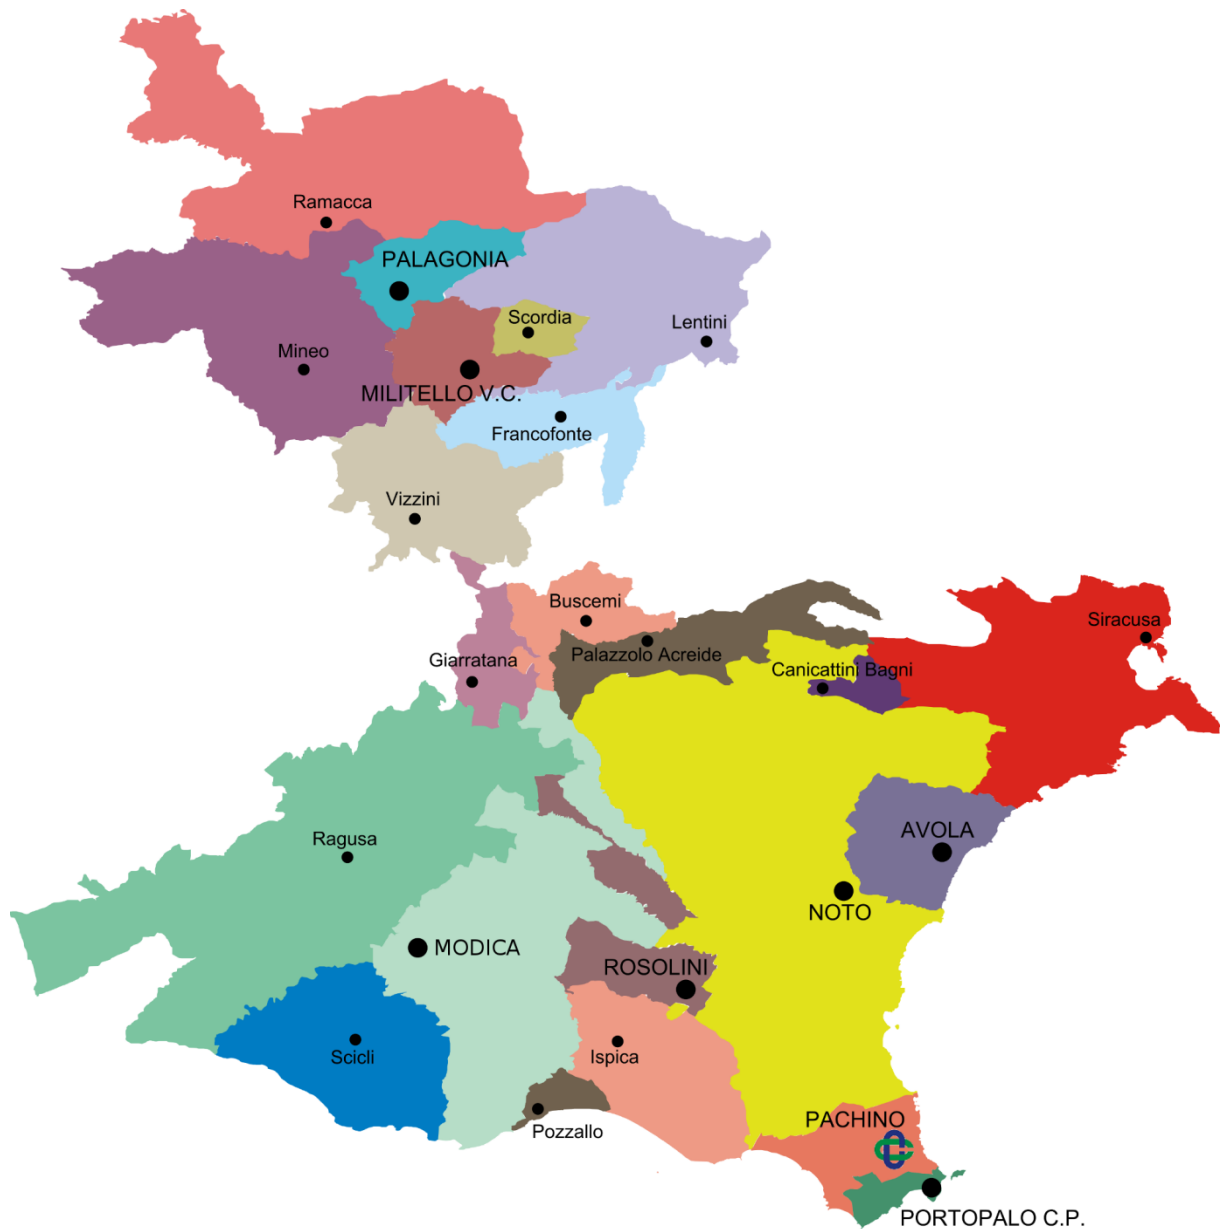 Ramacca
PALAGONIA
Scordia
Lentini
Mineo
MILITELLO V.C.
Francofonte
Vizzini
Buscemi
Siracusa
Palazzolo Acreide
Giarratana
Canicattini Bagni
AVOLA
Ragusa
NOTO
MODICA
ROSOLINI
Scicli
Ispica
PACHINO
Pozzallo
PORTOPALO C.P.